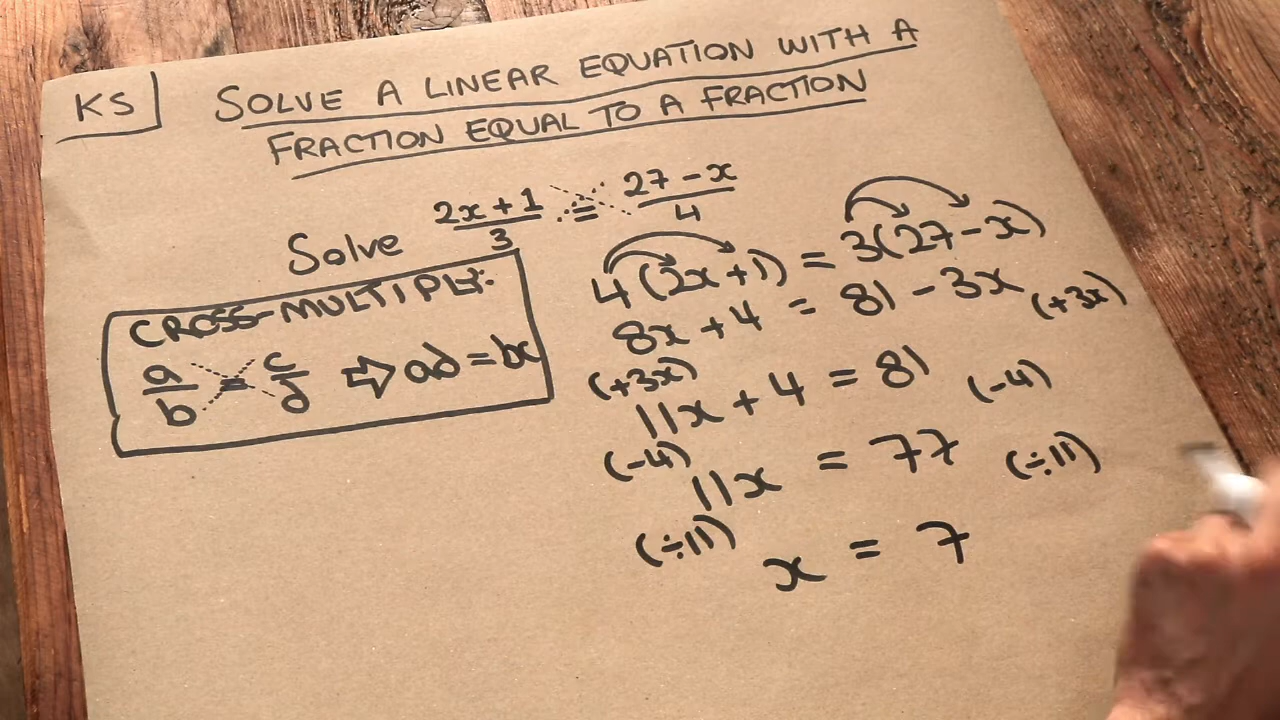 KS
SOLVE A LINEAR EQUATION WITH A
FRACTION EQUAL TO A FRACTION
Solve (2x + 1)/3 = (27 - x)/4
CROSS-MULTIPLY:
a/b = c/d ⇨ ad = bc
4(2x + 1) = 3(27 - x)
8x + 4 = 81 - 3x
(+3x) (+3x)
11x + 4 = 81
(-4) (-4)
11x = 77
(÷11) (÷11)
x = 7